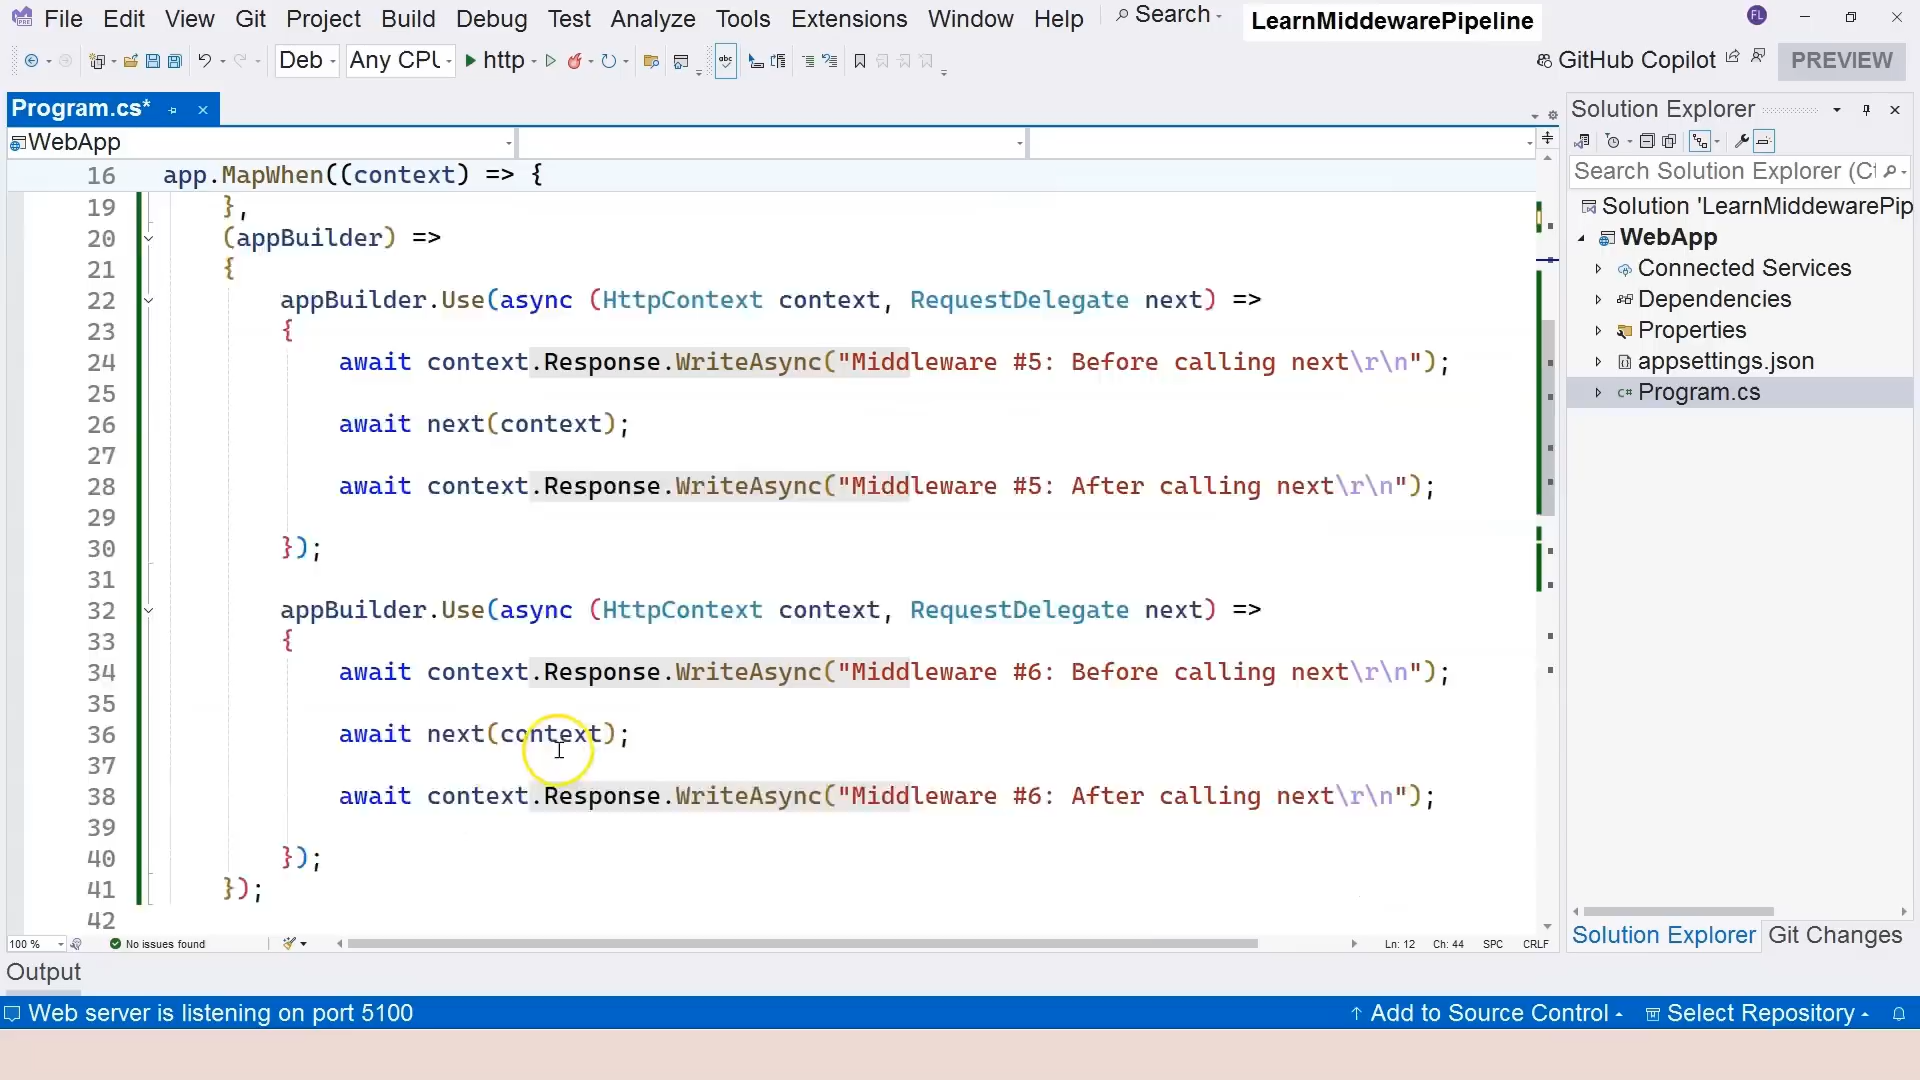 File Edit View Git Project Build Debug Test Analyze Tools Extensions Window Help Search LearnMiddewarePipeline FL
Deb Any CPU http abc GitHub Copilot PREVIEW
Program.cs*
WebApp
16 app.MapWhen((context) => {
19 },
20 (appBuilder) =>
21 {
22 appBuilder.Use(async (HttpContext context, RequestDelegate next) =>
23 {
24 await context.Response.WriteAsync("Middleware #5: Before calling next\r\n");
25
26 await next(context);
27
28 await context.Response.WriteAsync("Middleware #5: After calling next\r\n");
29
30 });
31
32 appBuilder.Use(async (HttpContext context, RequestDelegate next) =>
33 {
34 await context.Response.WriteAsync("Middleware #6: Before calling next\r\n");
35
36 await next(context);
37
38 await context.Response.WriteAsync("Middleware #6: After calling next\r\n");
39
40 });
41 });
42
100 % No issues found Ln: 12 Ch: 44 SPC CRLF
Solution Explorer
Search Solution Explorer (Ct
Solution 'LearnMiddewarePip
WebApp
Connected Services
Dependencies
Properties
appsettings.json
C# Program.cs
Solution Explorer Git Changes
Output
Web server is listening on port 5100 Add to Source Control Select Repository